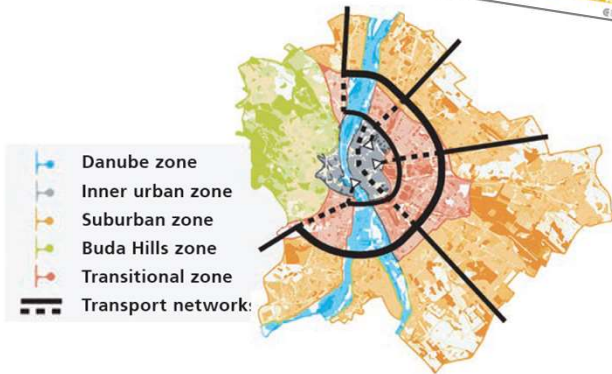 Danube zone
Inner urban zone
Suburban zone
Buda Hills zone
Transitional zone
Transport network